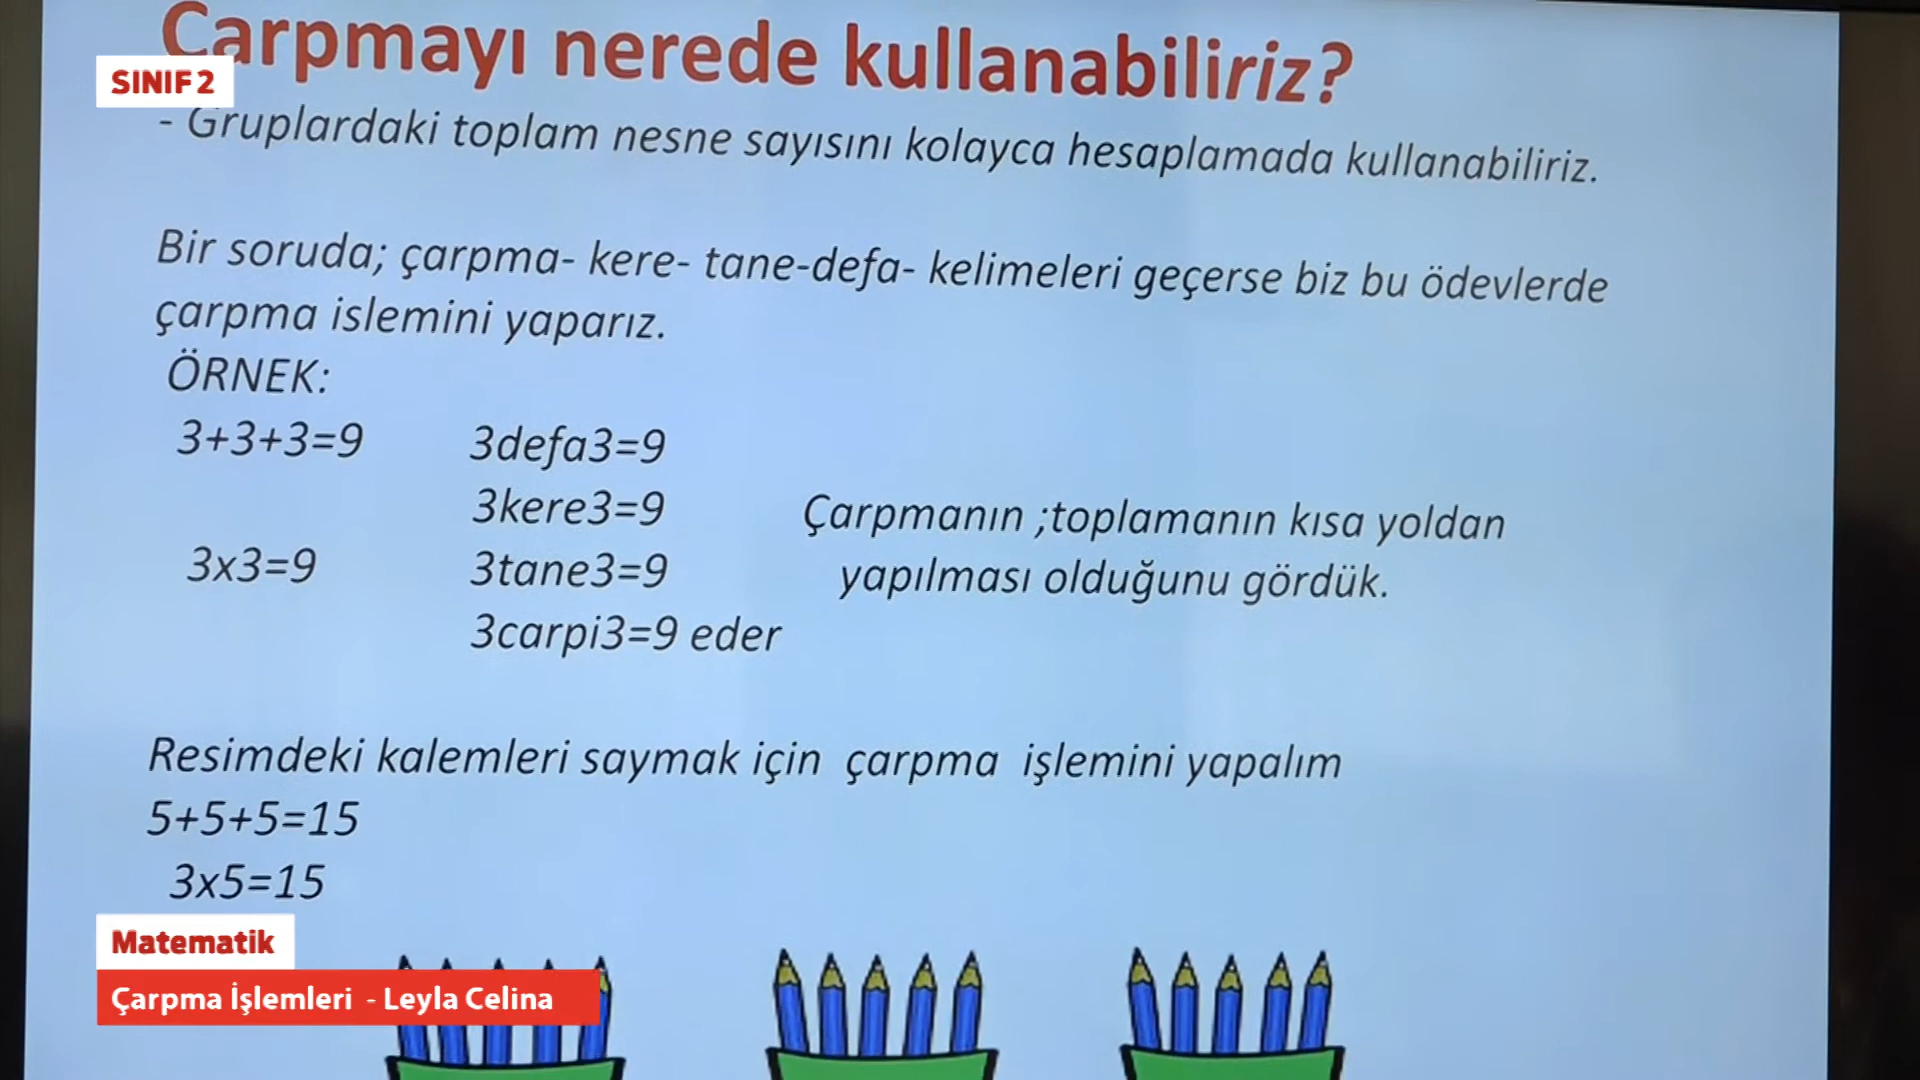 Çarpmayı nerede kullanabiliriz?
SINIF 2
- Gruplardaki toplam nesne sayısını kolayca hesaplamada kullanabiliriz.
Bir soruda; çarpma- kere- tane-defa- kelimeleri geçerse biz bu ödevlerde
çarpma islemini yaparız.
ÖRNEK:
3+3+3=9 3defa3=9
3kere3=9
3x3=9 3tane3=9
3carpi3=9 eder
Çarpmanın ;toplamanın kısa yoldan
yapılması olduğunu gördük.
Resimdeki kalemleri saymak için çarpma işlemini yapalım
5+5+5=15
3x5=15
Matematik
Çarpma İşlemleri - Leyla Celina